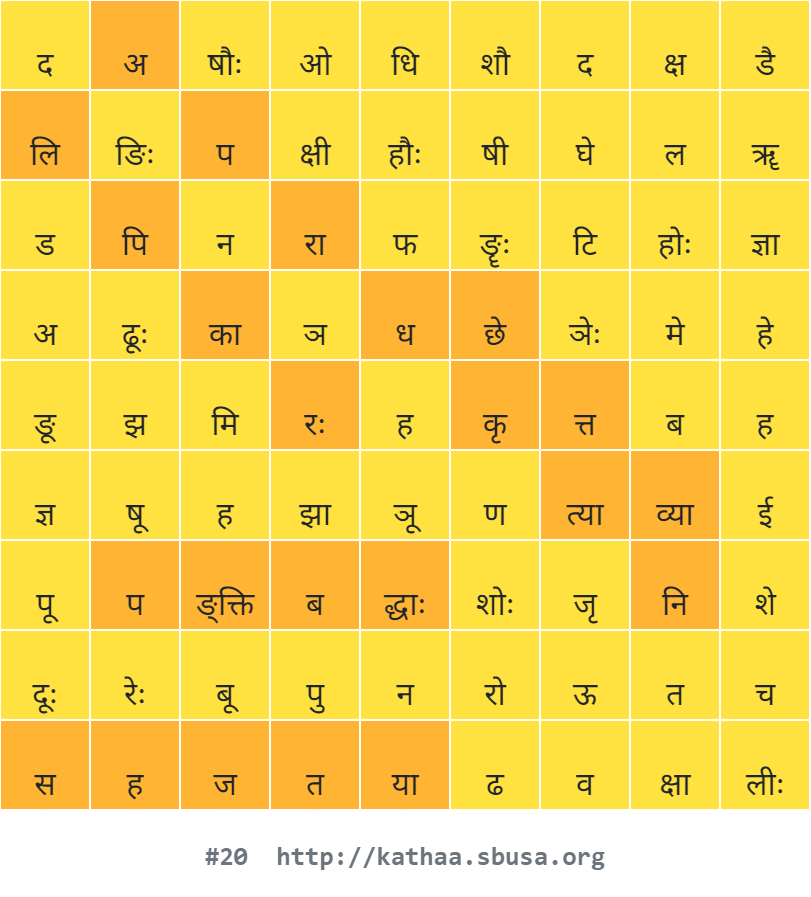 द अ षौः ओ धि शौ द क्ष डै
लि ङिः प क्षी हौः षी घे ल ॠ
ड पि न रा फ ङॄः टि होः ज्ञा
अ ढूः का ञ ध छे ञेः मे हे
ङू झ मि रः ह कृ त्त ब ह
ज्ञ षू ह झा ञू ण त्या व्या ई
पू प ङ्क्ति ब द्धाः शोः जृ नि शे
दूः रेः बू पु न रो ऊ त च
स ह ज त या ढ व क्षा लीः
#20 http://kathaa.sbusa.org